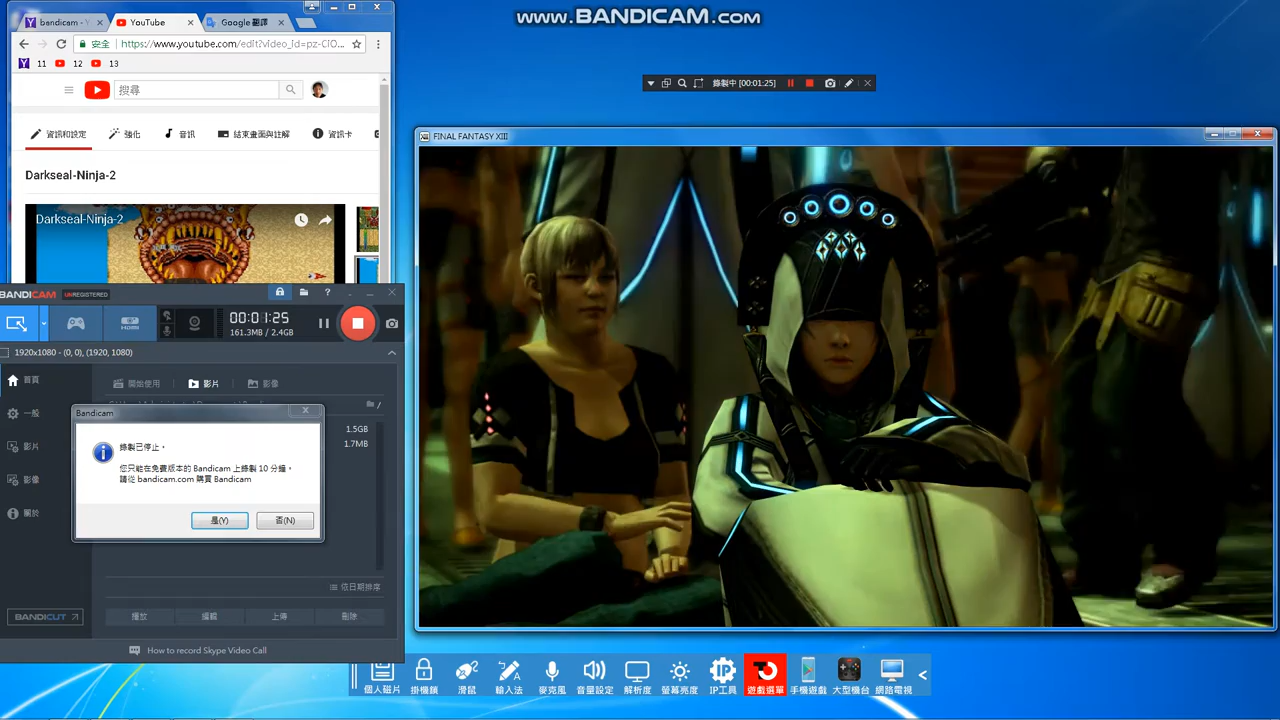 www.BANDICAM.com
bandicam - Y
YouTube
Google 翻譯
安全
https://www.youtube.com/edit?video_id=pz-CiO...
11
12
13
搜尋
資訊和設定
強化
音訊
結束畫面與註解
資訊卡
Darkseal-Ninja-2
Darkseal-Ninja-2
錄製中 [00:01:25]
FINAL FANTASY XIII
BANDICAM UNREGISTERED
HDMI
00:01:25
161.3MB / 2.4GB
1920x1080 - (0, 0), (1920, 1080)
首頁
一般
影片
影像
關於
開始使用
影片
影像
1.5GB
1.7MB
Bandicam
錄製已停止。
您只能在免費版本的 Bandicam 上錄製 10 分鐘。
請從 bandicam.com 購買 Bandicam
是(Y)
否(N)
依日期排序
BANDICUT
播放
編輯
上傳
刪除
How to record Skype Video Call
個人磁片
掛機鎖
滑鼠
輸入法
麥克風
音量設定
解析度
螢幕亮度
IP
IP工具
遊戲選單
手機遊戲
大型機台
網路電視